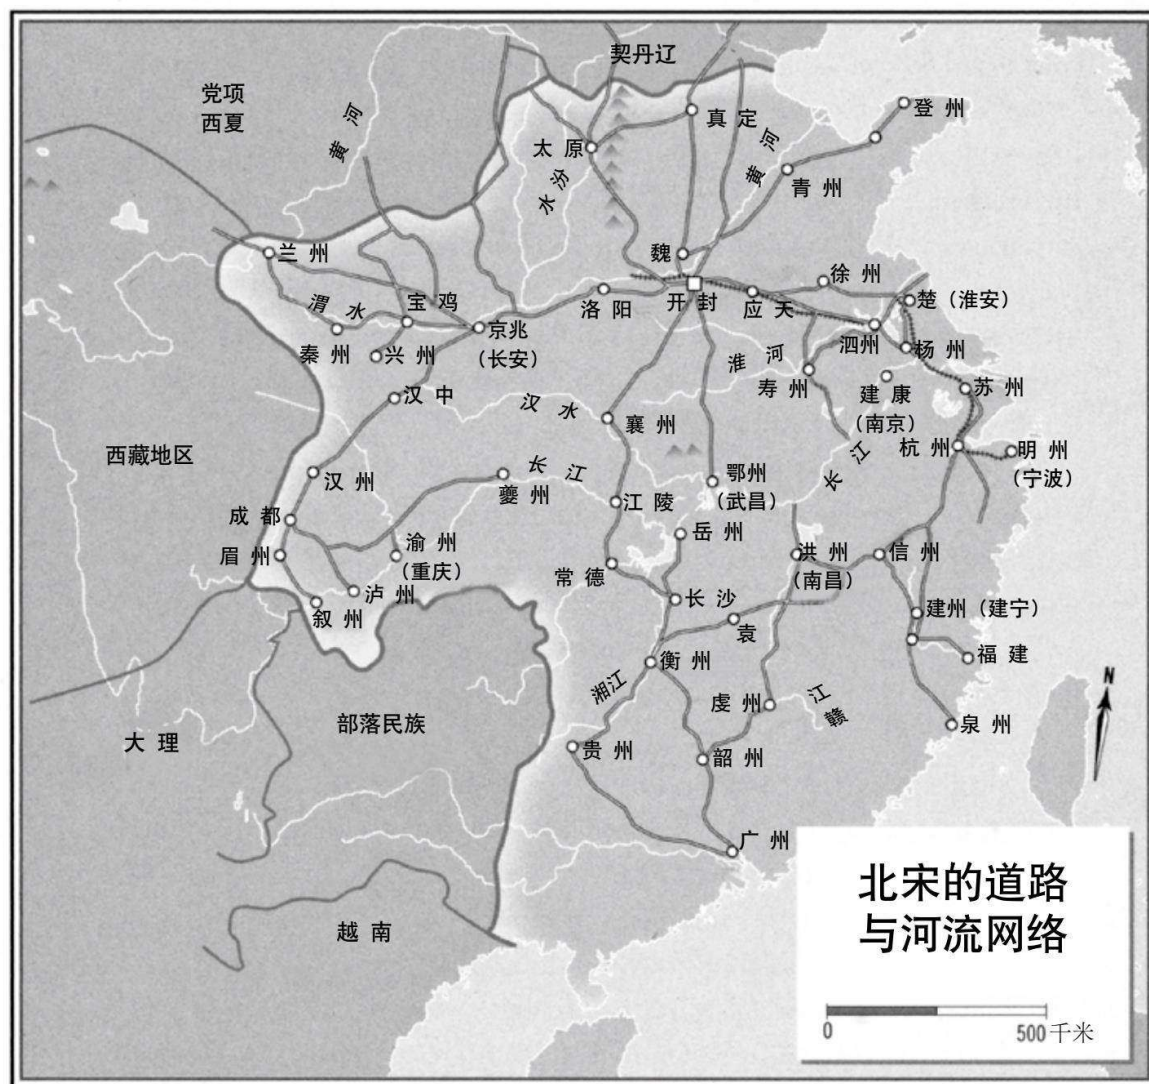 契丹辽
党项
西夏
黄河
太 原
真 定
登 州
水汾
黄 河
青 州
兰 州
魏
徐 州
渭 水
宝 鸡
洛 阳
开 封
应 天
楚（淮安）
秦 州
兴 州
京兆
（长安）
淮 河
泗州
杨 州
汉 中
汉 水
寿 州
建 康
（南京）
苏 州
襄 州
西藏地区
杭 州
明 州
（宁波）
汉 州
长 江
夔 州
鄂州
（武昌）
长 江
成 都
江 陵
岳 州
眉 州
渝 州
（重庆）
常 德
洪 州
（南昌）
信 州
叙 州
泸 州
长 沙
袁
建州（建宁）
福 建
衡 州
湘江
虔 州
江赣
N
大 理
部落民族
贵 州
韶 州
泉 州
广 州
越 南
北宋的道路
与河流网络
0
500千米